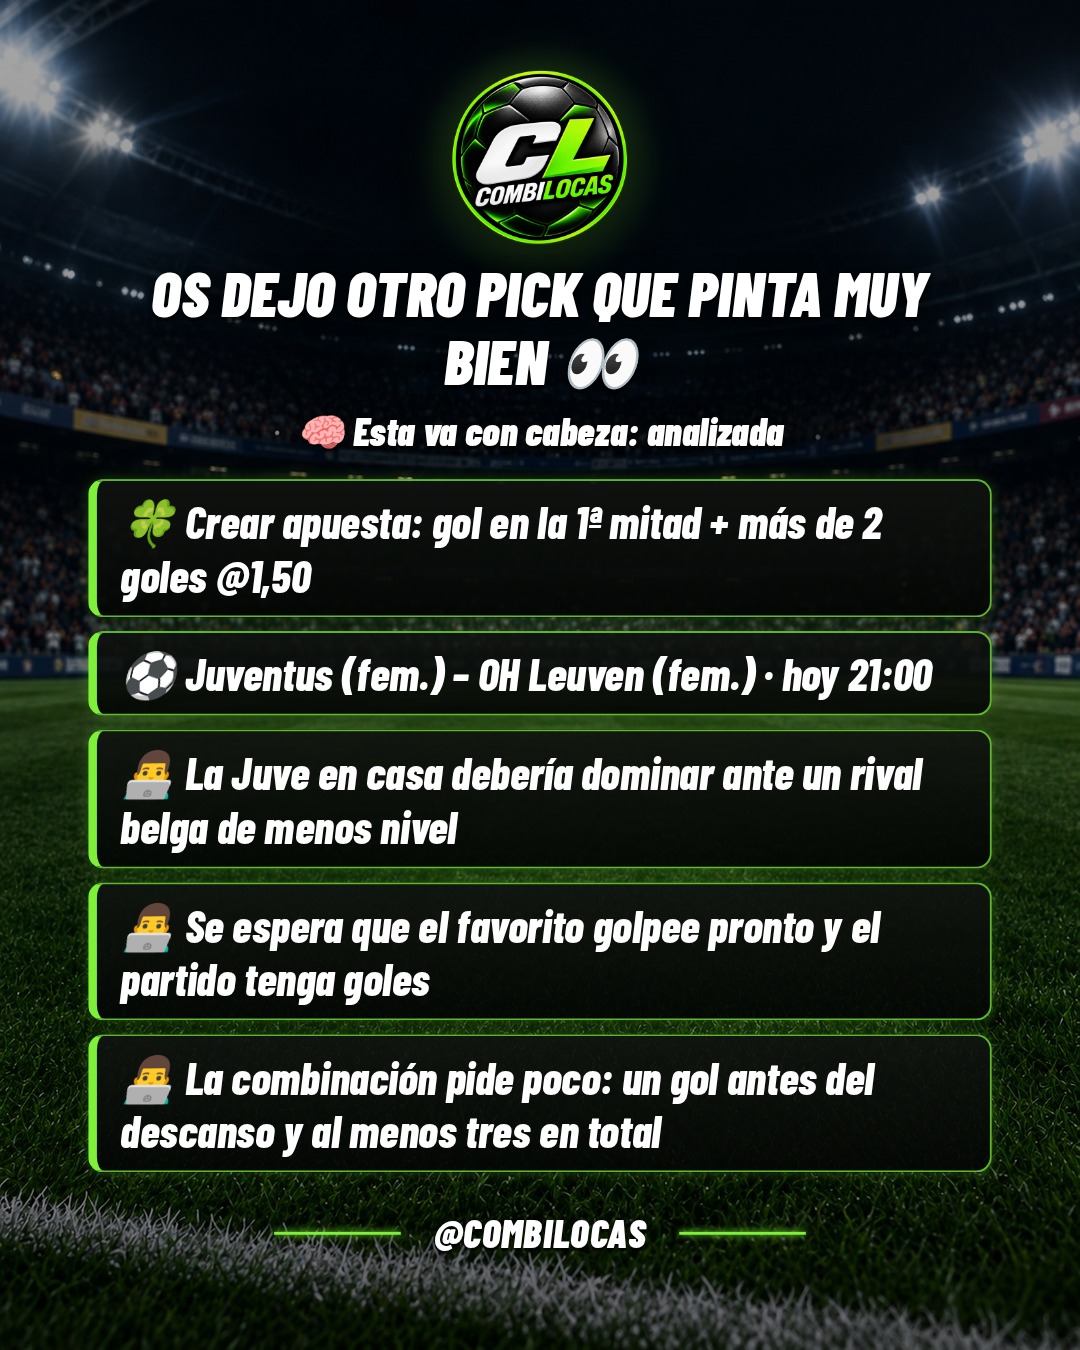 CL
COMBILOCAS
OS DEJO OTRO PICK QUE PINTA MUY
BIEN 👀
🧠 Esta va con cabeza: analizada
🍀 Crear apuesta: gol en la 1ª mitad + más de 2
goles @1,50
⚽ Juventus (fem.) – OH Leuven (fem.) · hoy 21:00
👨‍💻 La Juve en casa debería dominar ante un rival
belga de menos nivel
👨‍💻 Se espera que el favorito golpee pronto y el
partido tenga goles
👨‍💻 La combinación pide poco: un gol antes del
descanso y al menos tres en total
@COMBILOCAS